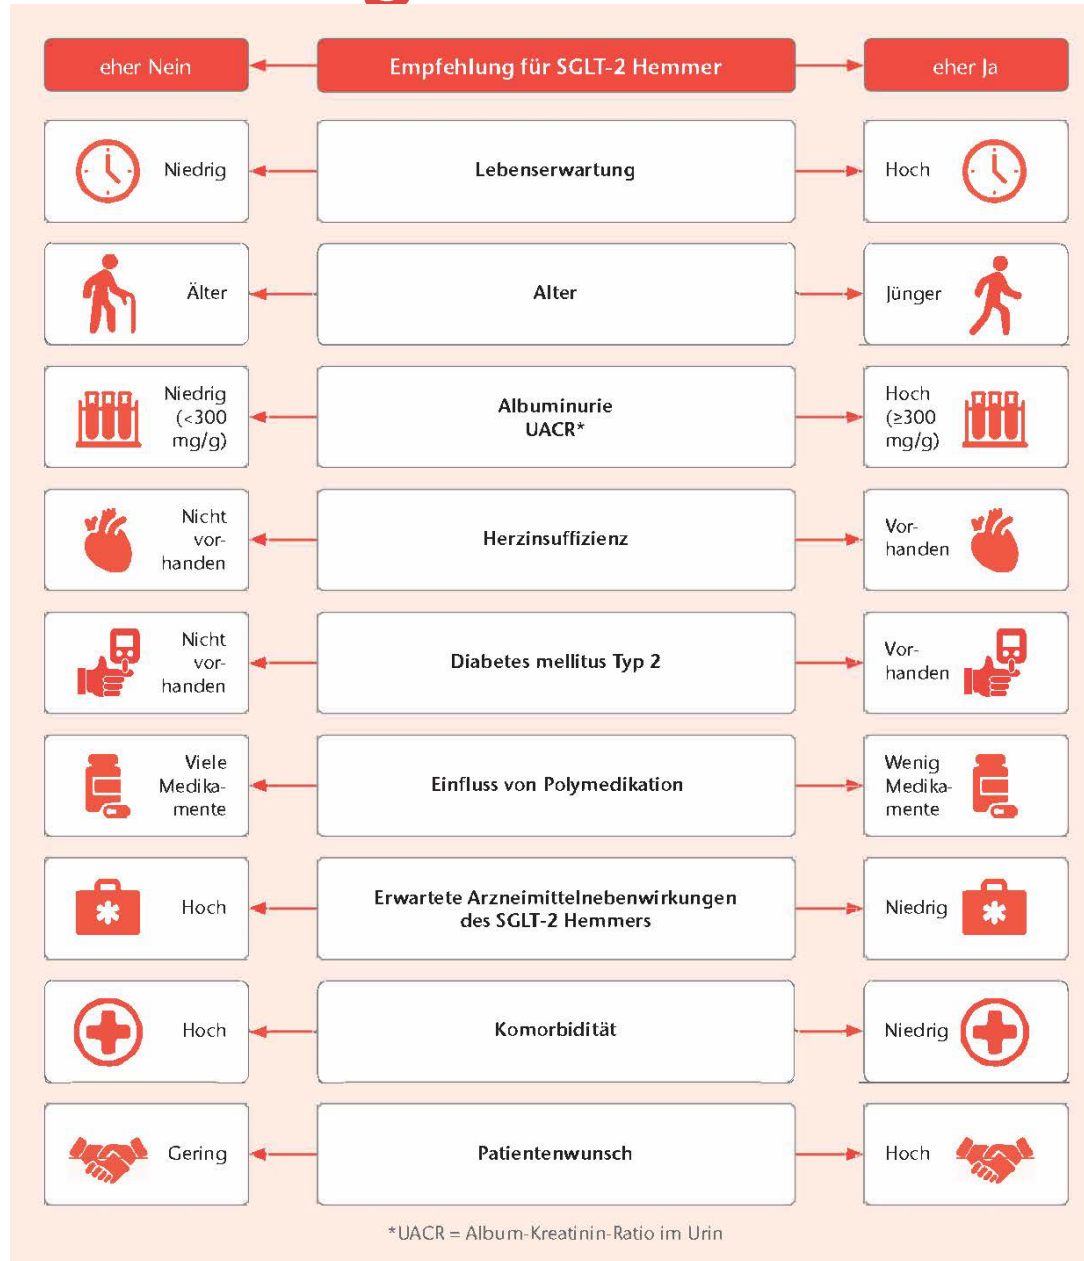 eher Nein
Empfehlung für SGLT-2 Hemmer
eher Ja
Niedrig
Lebenserwartung
Hoch
Älter
Alter
Jünger
Niedrig
(<300
mg/g)
Albuminurie
UACR*
Hoch
(≥300
mg/g)
Nicht
vor-
handen
Herzinsuffizienz
Vor-
handen
Nicht
vor-
handen
Diabetes mellitus Typ 2
Vor-
handen
Viele
Medika-
mente
Einfluss von Polymedikation
Wenig
Medika-
mente
Hoch
Erwartete Arzneimittelnebenwirkungen
des SGLT-2 Hemmers
Niedrig
Hoch
Komorbidität
Niedrig
Gering
Patientenwunsch
Hoch
*UACR = Album-Kreatinin-Ratio im Urin